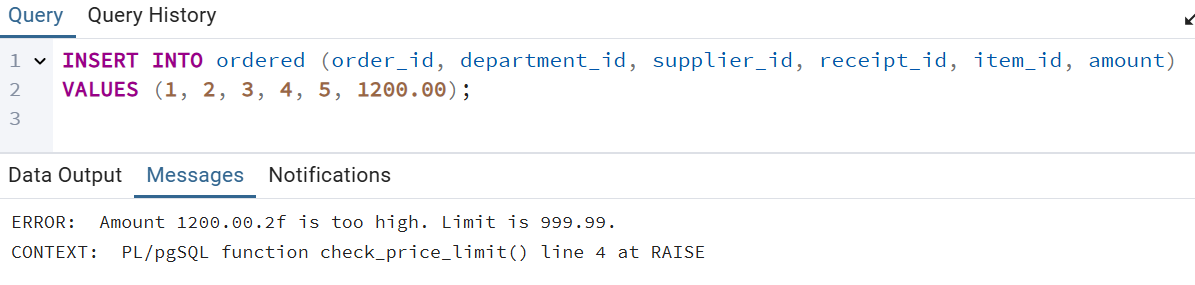 Query Query History
1 INSERT INTO ordered (order_id, department_id, supplier_id, receipt_id, item_id, amount)
2 VALUES (1, 2, 3, 4, 5, 1200.00);
3
Data Output Messages Notifications
ERROR:  Amount 1200.00.2f is too high. Limit is 999.99.
CONTEXT:  PL/pgSQL function check_price_limit() line 4 at RAISE